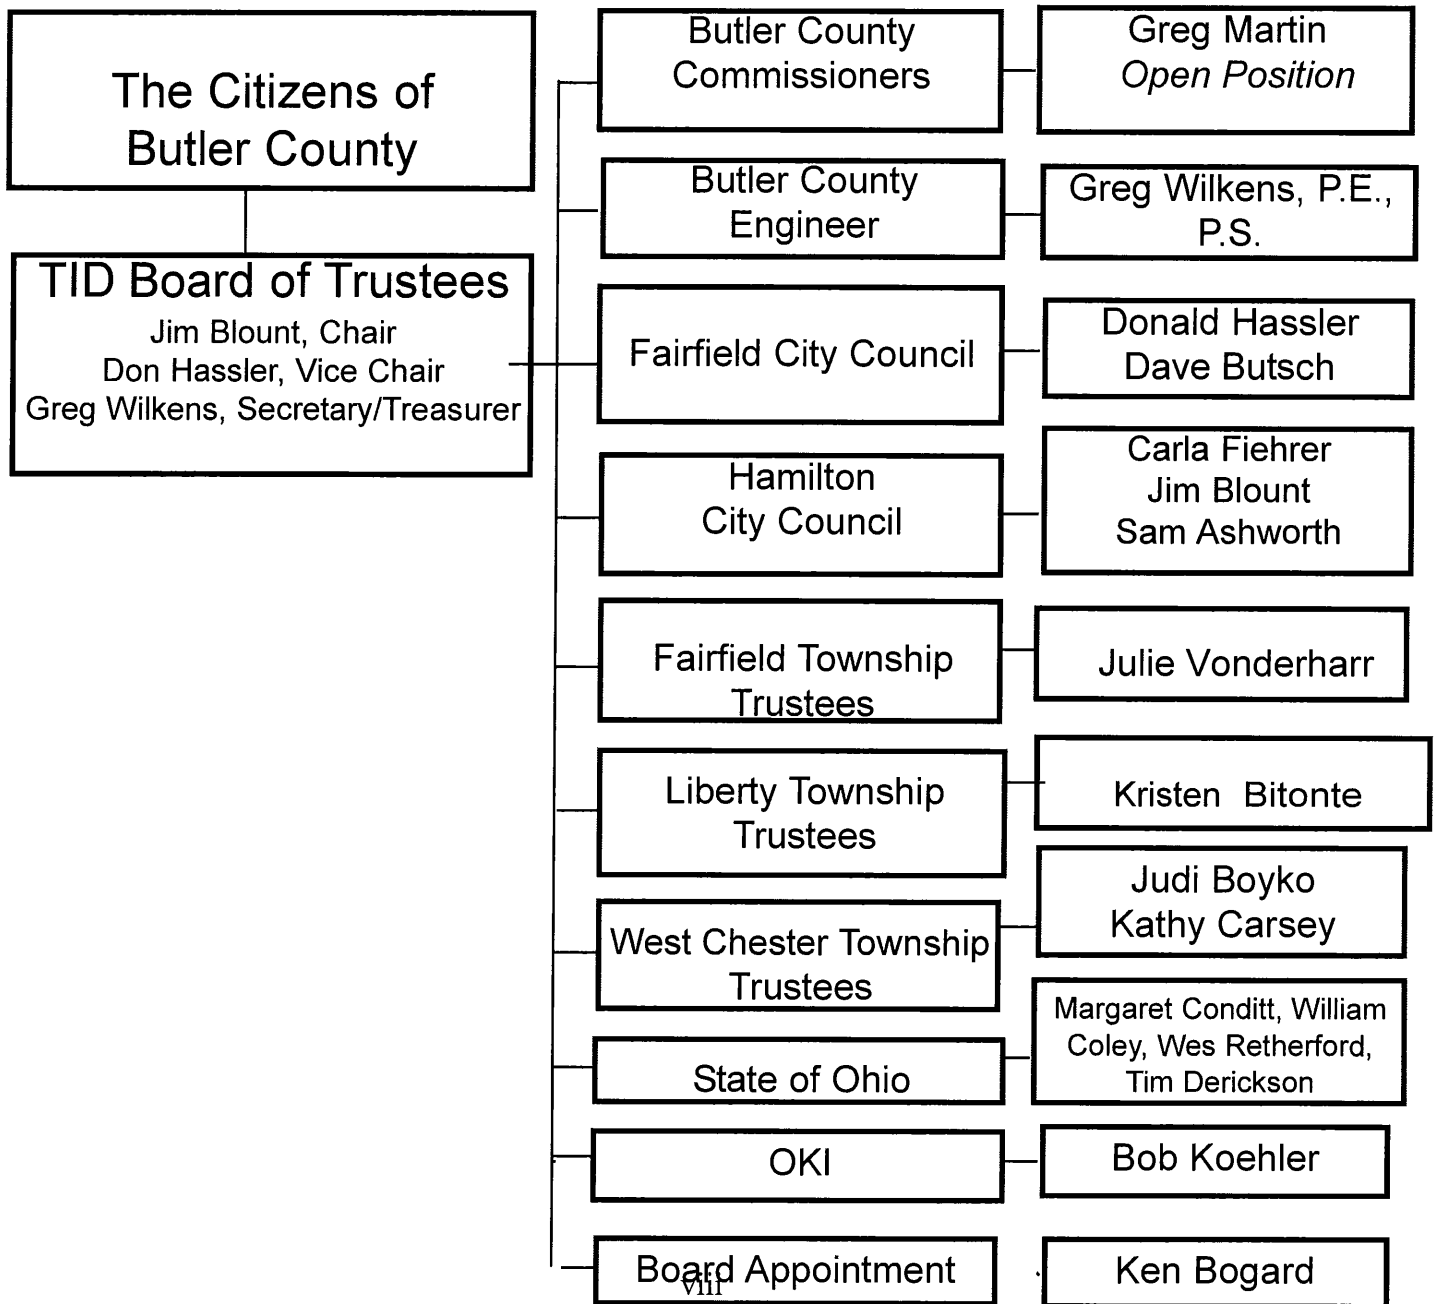 The Citizens of
Butler County
TID Board of Trustees
Jim Blount, Chair
Don Hassler, Vice Chair
Greg Wilkens, Secretary/Treasurer
Butler County
Commissioners
Greg Martin
Open Position
Butler County
Engineer
Greg Wilkens, P.E.,
P.S.
Fairfield City Council
Donald Hassler
Dave Butsch
Hamilton
City Council
Carla Fiehrer
Jim Blount
Sam Ashworth
Fairfield Township
Trustees
Julie Vonderharr
Liberty Township
Trustees
Kristen Bitonte
West Chester Township
Trustees
Judi Boyko
Kathy Carsey
State of Ohio
Margaret Conditt, William
Coley, Wes Retherford,
Tim Derickson
OKI
Bob Koehler
Board Appointment
Ken Bogard
viii